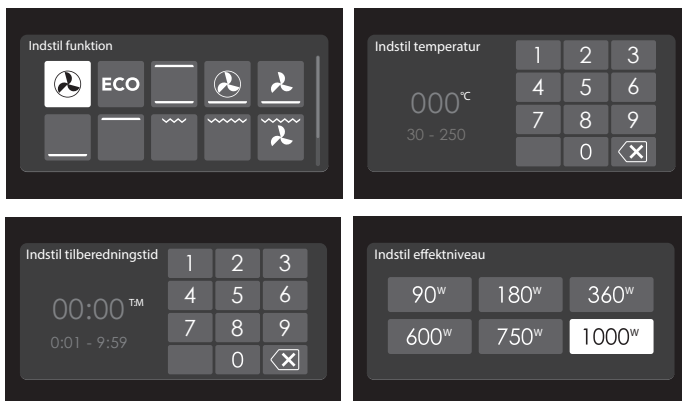 Indstil funktion
ECO
Indstil temperatur
000°C
30 - 250
1 2 3
4 5 6
7 8 9
0
Indstil tilberedningstid
00:00 T:M
0:01 - 9:59
1 2 3
4 5 6
7 8 9
0
Indstil effektniveau
90W 180W 360W
600W 750W 1000W